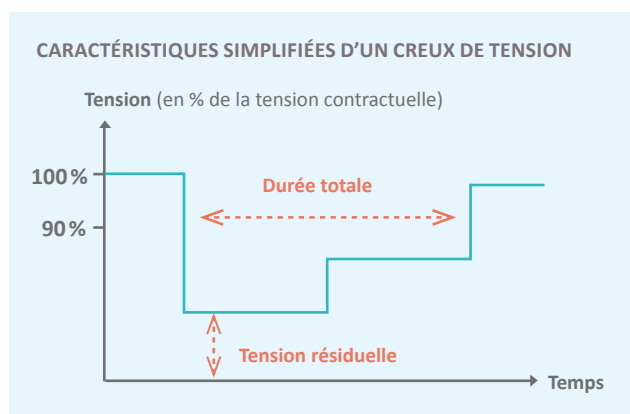 CARACTÉRISTIQUES SIMPLIFIÉES D'UN CREUX DE TENSION
Tension (en % de la tension contractuelle)
100 %
Durée totale
90 %
Tension résiduelle
Temps